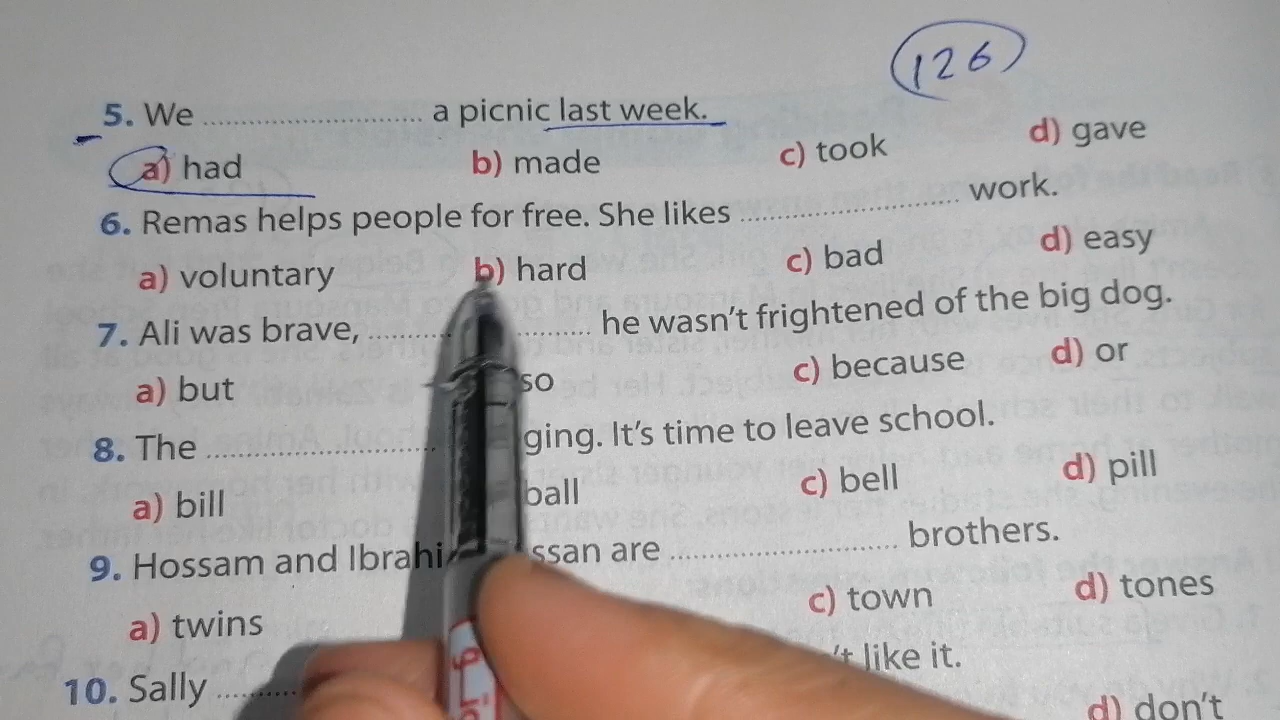 126
5. We ........................ a picnic last week.
a) had b) made c) took d) gave
6. Remas helps people for free. She likes ........................ work.
a) voluntary b) hard c) bad d) easy
7. Ali was brave, ........................ he wasn't frightened of the big dog.
a) but so c) because d) or
8. The ........................ ging. It's time to leave school.
a) bill ball c) bell d) pill
9. Hossam and Ibrahi ssan are ........................ brothers.
a) twins c) town d) tones
10. Sally ......... 't like it.
d) don't